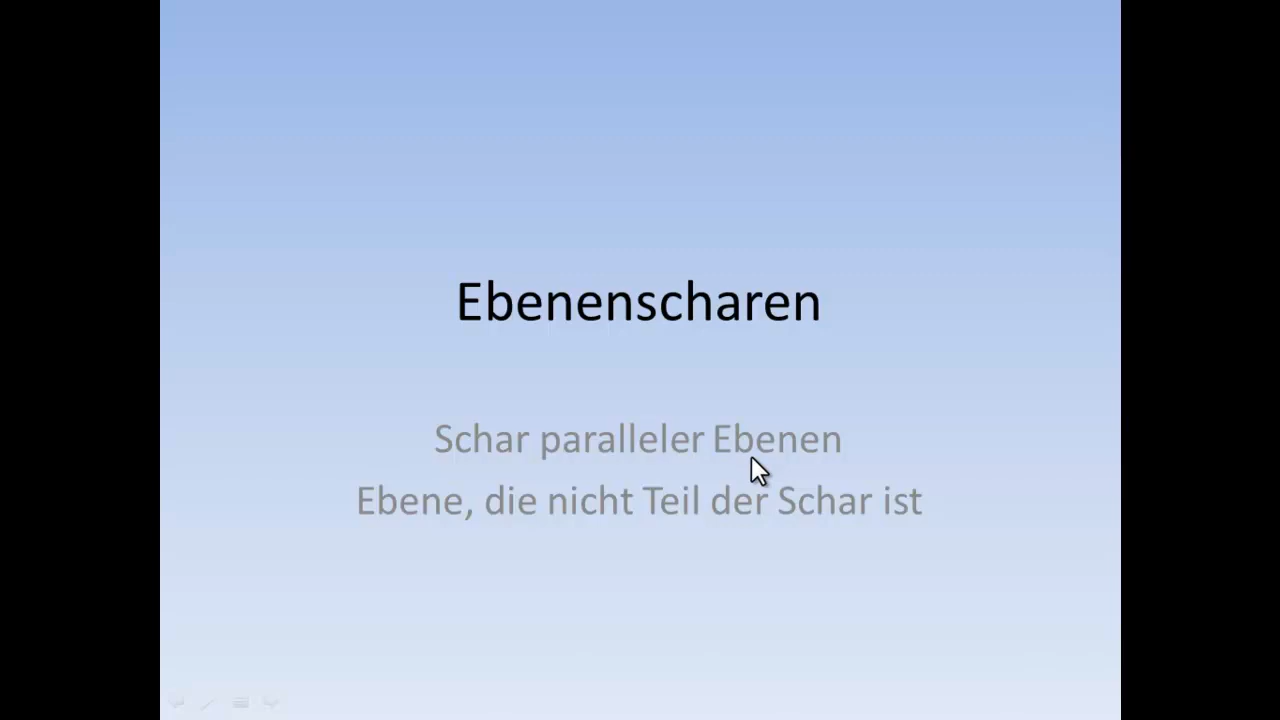 Ebenenscharen
Schar paralleler Ebenen
Ebene, die nicht Teil der Schar ist